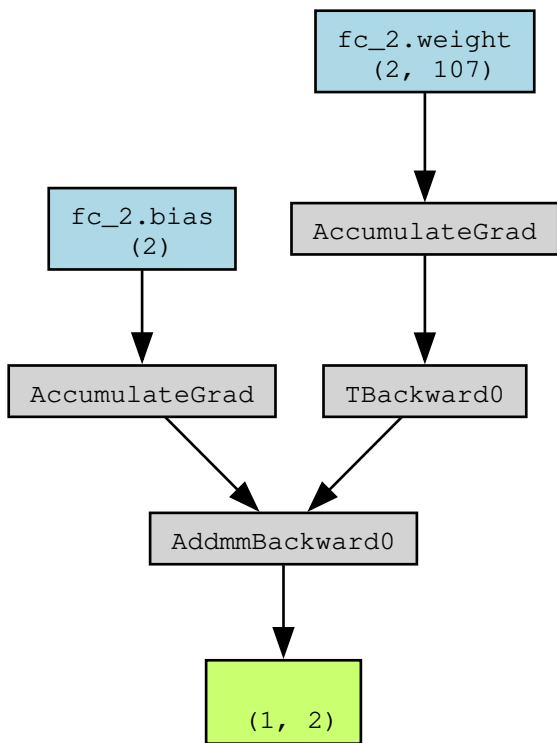 fc_2.weight
(2, 107)
fc_2.bias
(2)
AccumulateGrad
AccumulateGrad
TBackward0
AddmmBackward0
(1, 2)